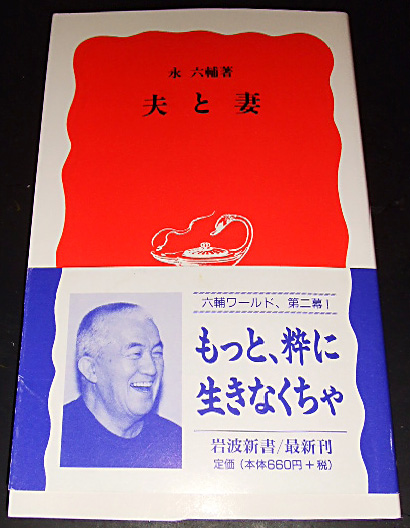 永 六輔著
夫と妻
六輔ワールド、第二幕!
もっと、粋に
生きなくちゃ
岩波新書/最新刊
定価(本体660円+税)